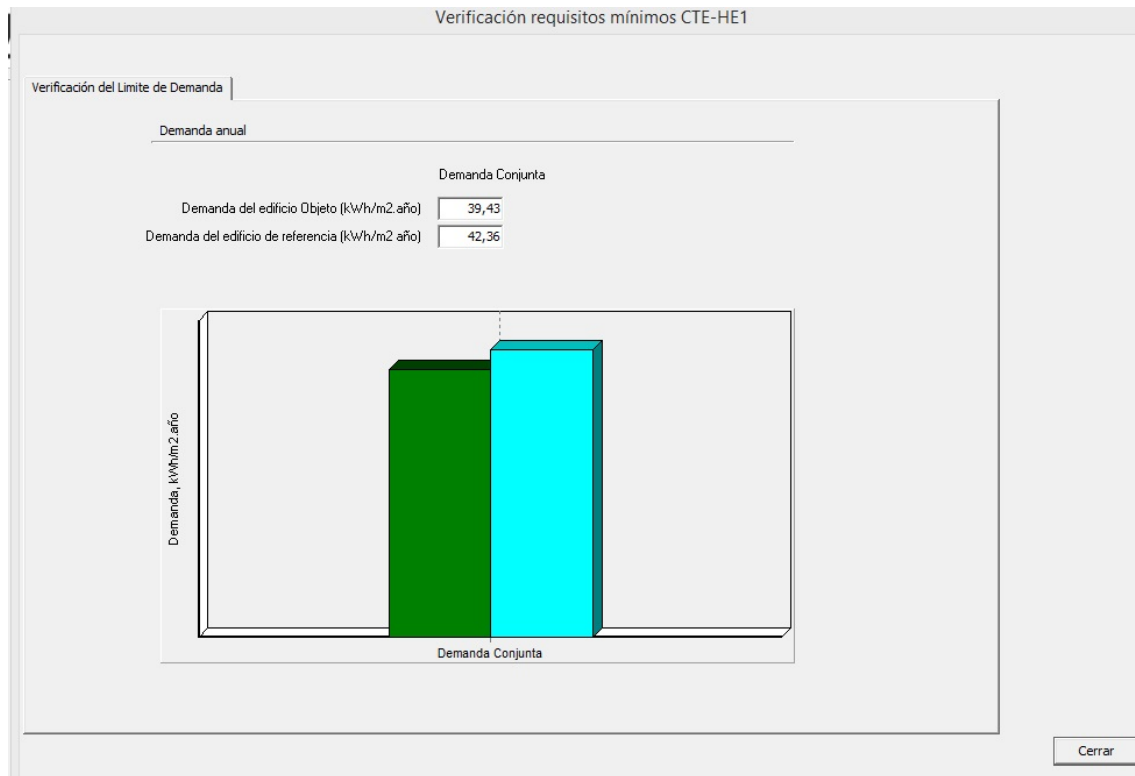 Verificación requisitos mínimos CTE-HE1
Verificación del Limite de Demanda
Demanda anual
Demanda Conjunta
Demanda del edificio Objeto (kWh/m2.año) 39,43
Demanda del edificio de referencia (kWh/m2 año) 42,36
Demanda, kWh/m2.año
Demanda Conjunta
Cerrar